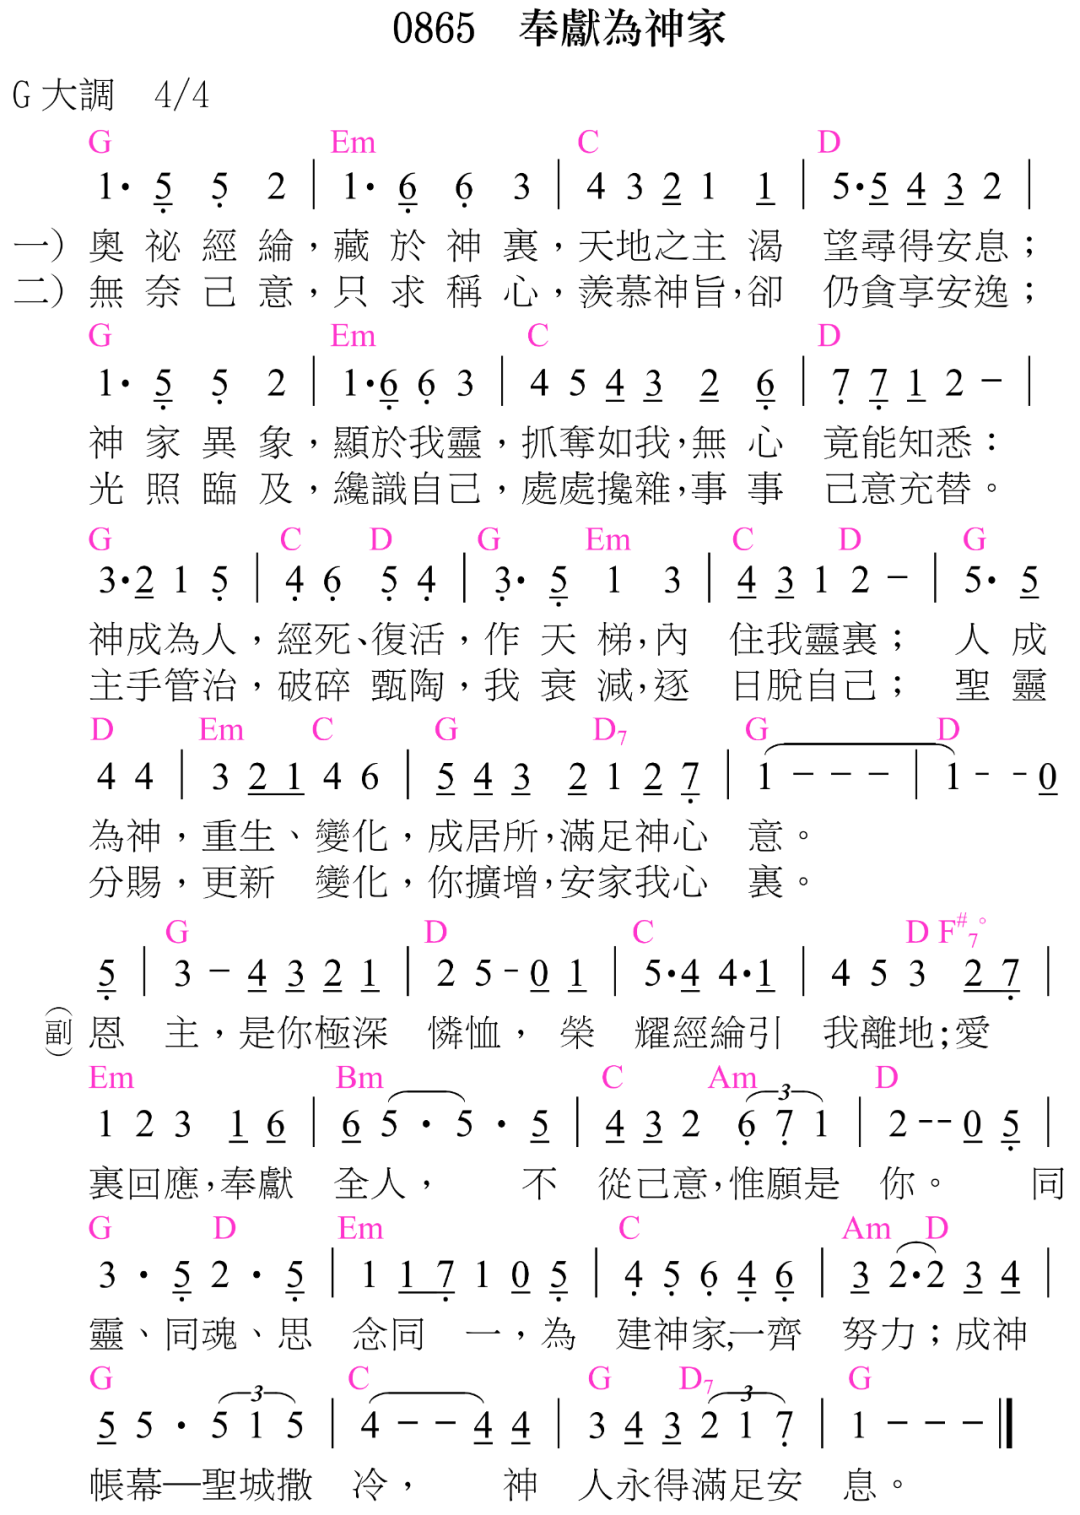 0865 奉獻為神家
G 大調 4/4
G Em C D
1· 5 5 2 | 1· 6 6 3 | 4 3 2 1 1 | 5·5 4 3 2 |
一) 奧祕經綸，藏於神裏，天地之主渴 望尋得安息；
二) 無奈己意，只求稱心，羨慕神旨，卻 仍貪享安逸；
G Em C D
1· 5 5 2 | 1·6 6 3 | 4 5 4 3 2 6 | 7 7 1 2 － |
神家異象，顯於我靈，抓奪如我，無心 竟能知悉：
光照臨及，纔識自己，處處攙雜，事事 己意充替。
G C D G Em C D G
3·2 1 5 | 4 6 5 4 | 3· 5 1 3 | 4 3 1 2 － | 5· 5
神成為人，經死、復活，作天梯，內 住我靈裏； 人成
主手管治，破碎 甄陶，我衰減，逐 日脫自己； 聖靈
D Em C G D7 G D
4 4 | 3 2 1 4 6 | 5 4 3 2 1 2 7 | 1 － － － | 1 - - 0
為神，重生、變化，成居所，滿足神心 意。
分賜，更新 變化，你擴增，安家我心 裏。
G D C D F#7°
5 | 3 － 4 3 2 1 | 2 5 - 0 1 | 5·4 4·1 | 4 5 3 2 7 |
(副) 恩 主，是你極深 憐恤， 榮 耀經綸引 我離地；愛
Em Bm C Am D
1 2 3 1 6 | 6 5 · 5 · 5 | 4 3 2 3 6 7 1 | 2 -- 0 5 |
裏回應，奉獻 全人， 不 從己意，惟願是 你。 同
G D Em C Am D
3 · 5 2 · 5 | 1 1 7 1 0 5 | 4 5 6 4 6 | 3 2·2 3 4 |
靈、同魂、思 念同 一，為 建神家，一齊 努力；成神
G C G D7 G
5 5 · 3 5 1 5 | 4 － － 4 4 | 3 4 3 3 2 1 7 | 1 － － －
帳幕—聖城撒 冷， 神 人永得滿足安 息。